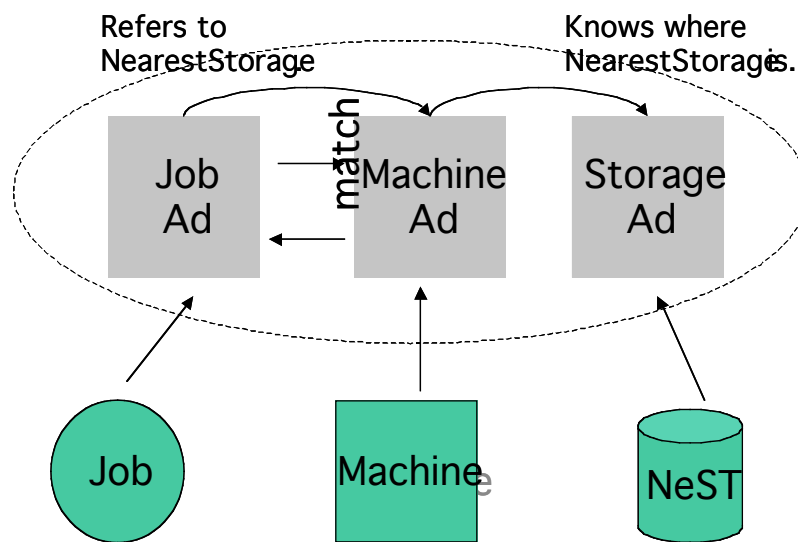 Refers to
NearestStorage.
Knows where
NearestStorage is.
match
Job
Ad
Machine
Ad
Storage
Ad
Job
Machine
NeST